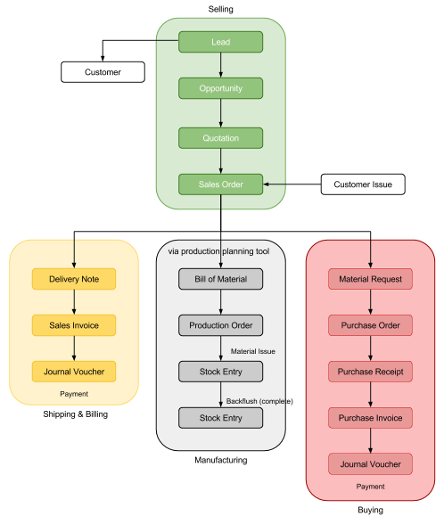 Selling
Lead
Customer
Opportunity
Quotation
Sales Order
Customer Issue
via production planning tool
Delivery Note
Bill of Material
Material Request
Sales Invoice
Production Order
Purchase Order
Material Issue
Journal Voucher
Stock Entry
Purchase Receipt
Payment
Backflush (complete)
Shipping & Billing
Stock Entry
Purchase Invoice
Manufacturing
Journal Voucher
Payment
Buying